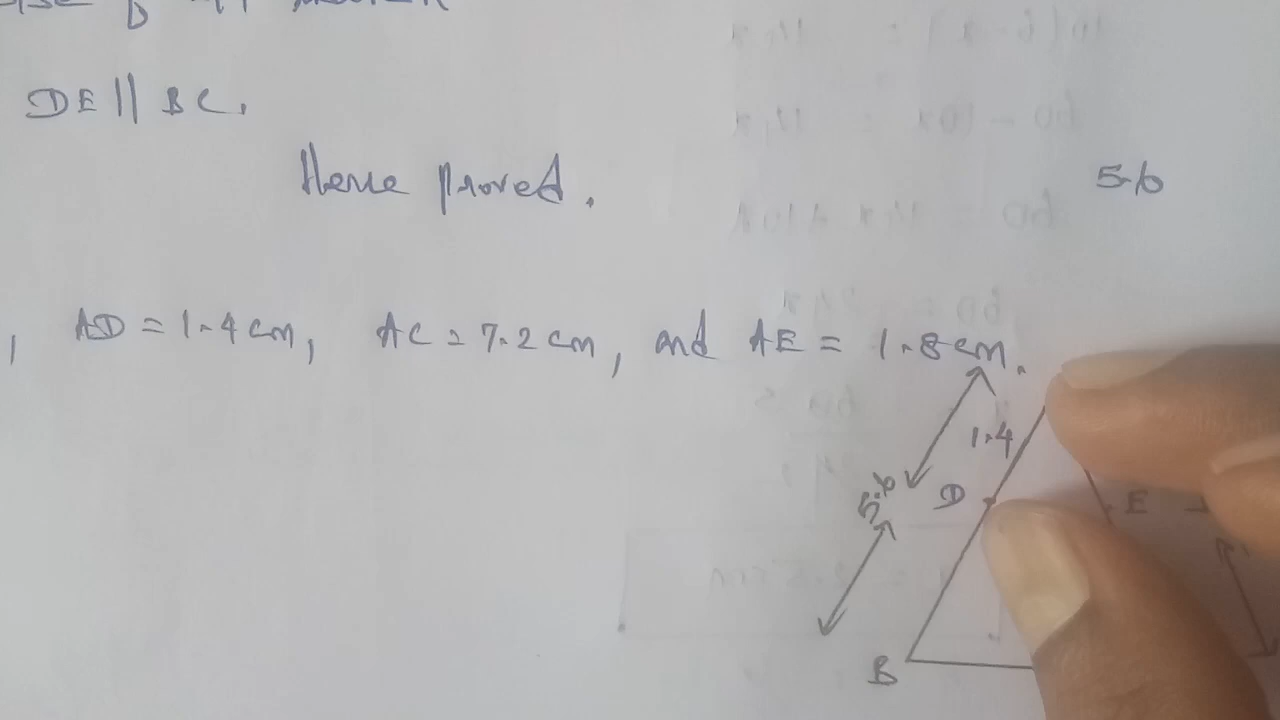 DE || BC.
Hence proved.
5.6
, AD = 1.4 cm, AC = 7.2 cm, and AE = 1.8 cm.
1.4
5.6
D
E
B